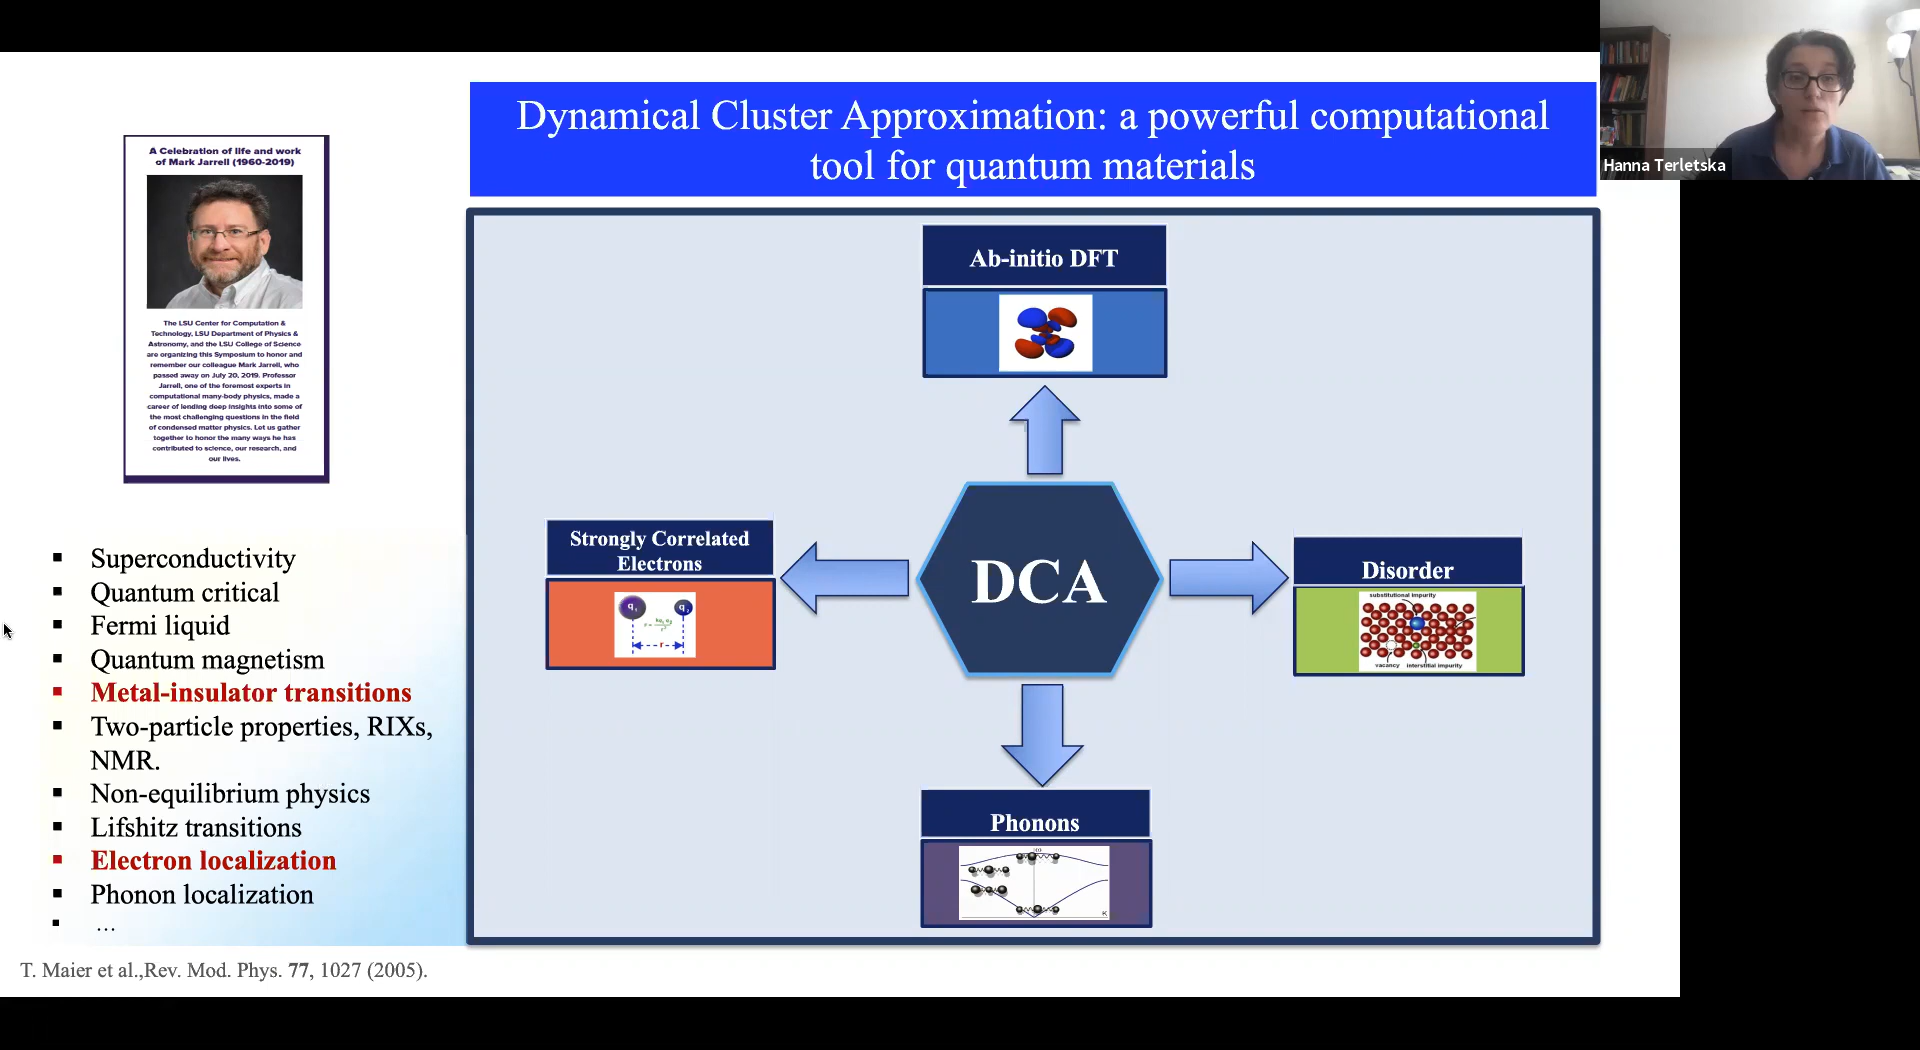 Dynamical Cluster Approximation: a powerful computational
tool for quantum materials
Hanna Terletska
A Celebration of life and work
of Mark Jarrell (1960-2019)
The LSU Center for Computation &
Technology, LSU Department of Physics &
Astronomy, and the LSU College of Science
are organizing this Symposium to honor and
remember our colleague Mark Jarrell, who
passed away on July 20, 2019. Professor
Jarrell, one of the foremost experts in
computational many-body physics, made a
career of lending deep insights into some of
the most challenging questions in the field
of condensed matter physics. Let us gather
together to honor the many ways he has
contributed to science, our research, and
our lives.
Ab-initio DFT
Strongly Correlated
Electrons
q
q
r
DCA
Disorder
substitutional impurity
vacancy interstitial impurity
Phonons
ω
K
▪ Superconductivity
▪ Quantum critical
▪ Fermi liquid
▪ Quantum magnetism
▪ Metal-insulator transitions
▪ Two-particle properties, RIXs,
NMR.
▪ Non-equilibrium physics
▪ Lifshitz transitions
▪ Electron localization
▪ Phonon localization
▪ ...
T. Maier et al.,Rev. Mod. Phys. 77, 1027 (2005).